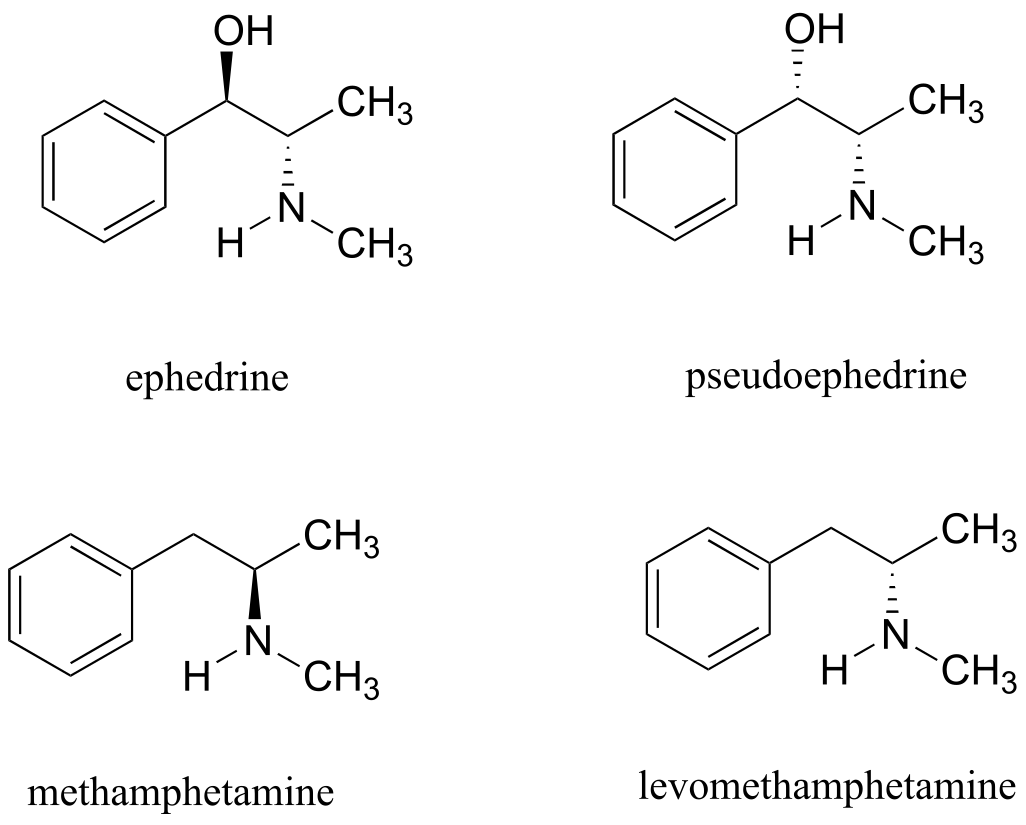 OH
CH3
N
H
CH3
ephedrine
OH
CH3
N
H
CH3
pseudoephedrine
CH3
N
H
CH3
methamphetamine
CH3
N
H
CH3
levomethamphetamine